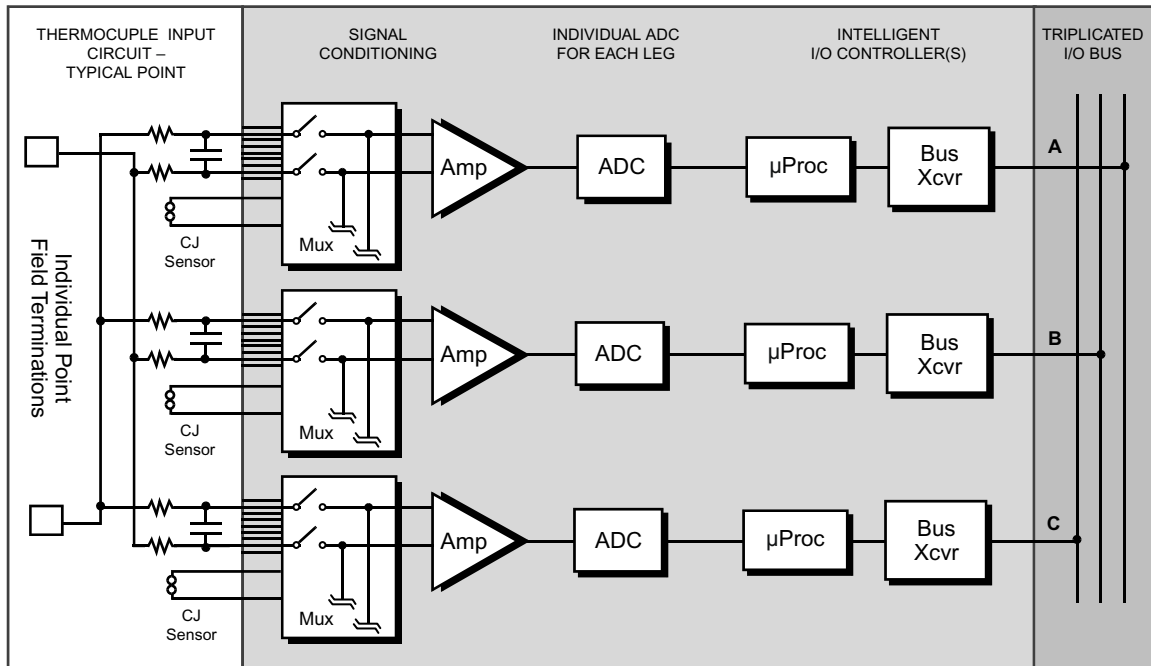 THERMOCUPLE INPUT
CIRCUIT –
TYPICAL POINT
SIGNAL
CONDITIONING
INDIVIDUAL ADC
FOR EACH LEG
INTELLIGENT
I/O CONTROLLER(S)
TRIPLICATED
I/O BUS
Individual Point
Field Terminations
CJ
Sensor
Mux
Amp
ADC
µProc
Bus
Xcvr
A
CJ
Sensor
Mux
Amp
ADC
µProc
Bus
Xcvr
B
CJ
Sensor
Mux
Amp
ADC
µProc
Bus
Xcvr
C